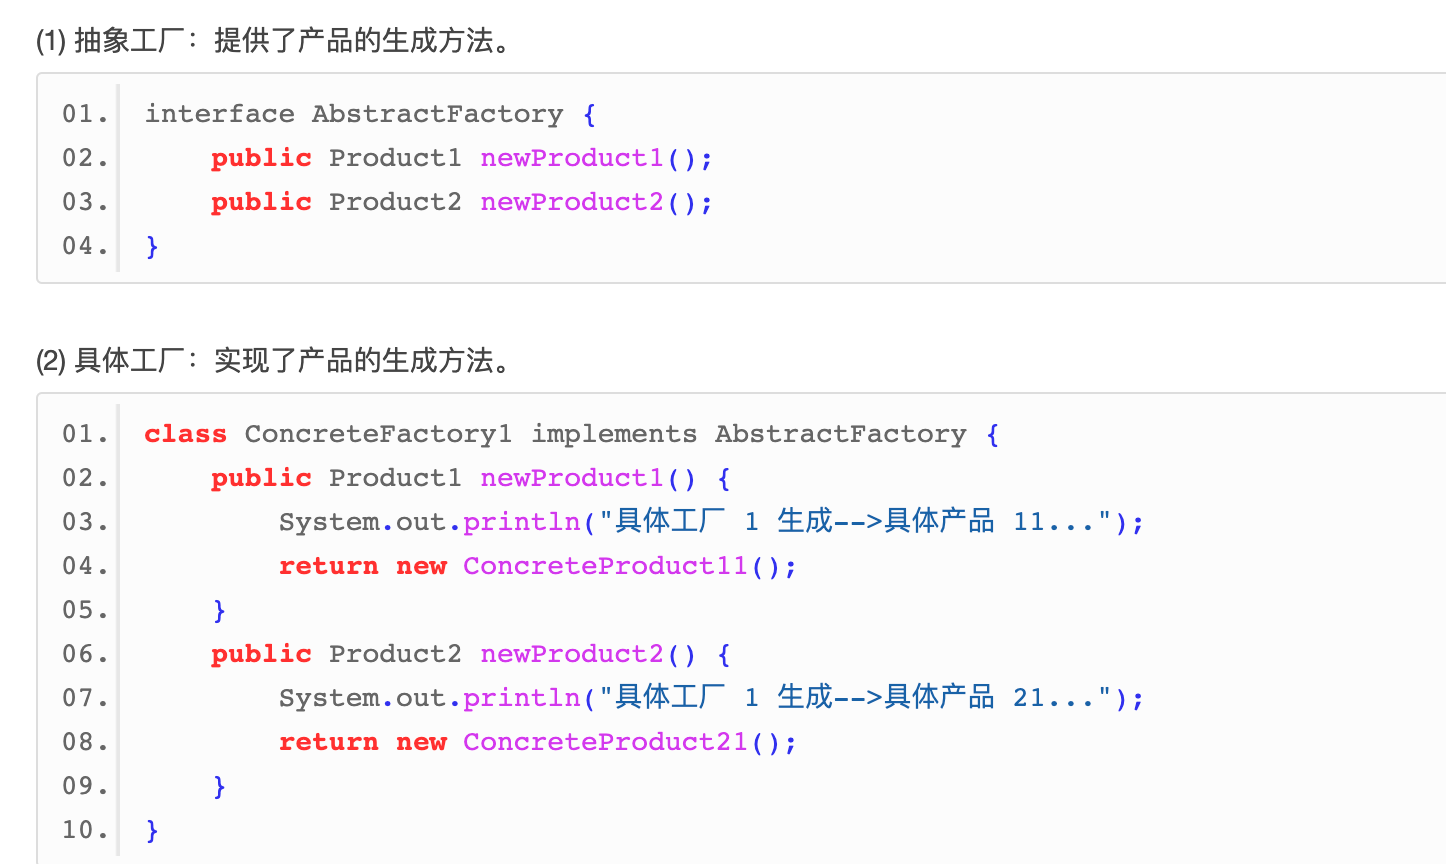 (1) 抽象工厂：提供了产品的生成方法。
01. interface AbstractFactory {
02.     public Product1 newProduct1();
03.     public Product2 newProduct2();
04. }
(2) 具体工厂：实现了产品的生成方法。
01. class ConcreteFactory1 implements AbstractFactory {
02.     public Product1 newProduct1() {
03.         System.out.println("具体工厂 1 生成-->具体产品 11...");
04.         return new ConcreteProduct11();
05.     }
06.     public Product2 newProduct2() {
07.         System.out.println("具体工厂 1 生成-->具体产品 21...");
08.         return new ConcreteProduct21();
09.     }
10. }